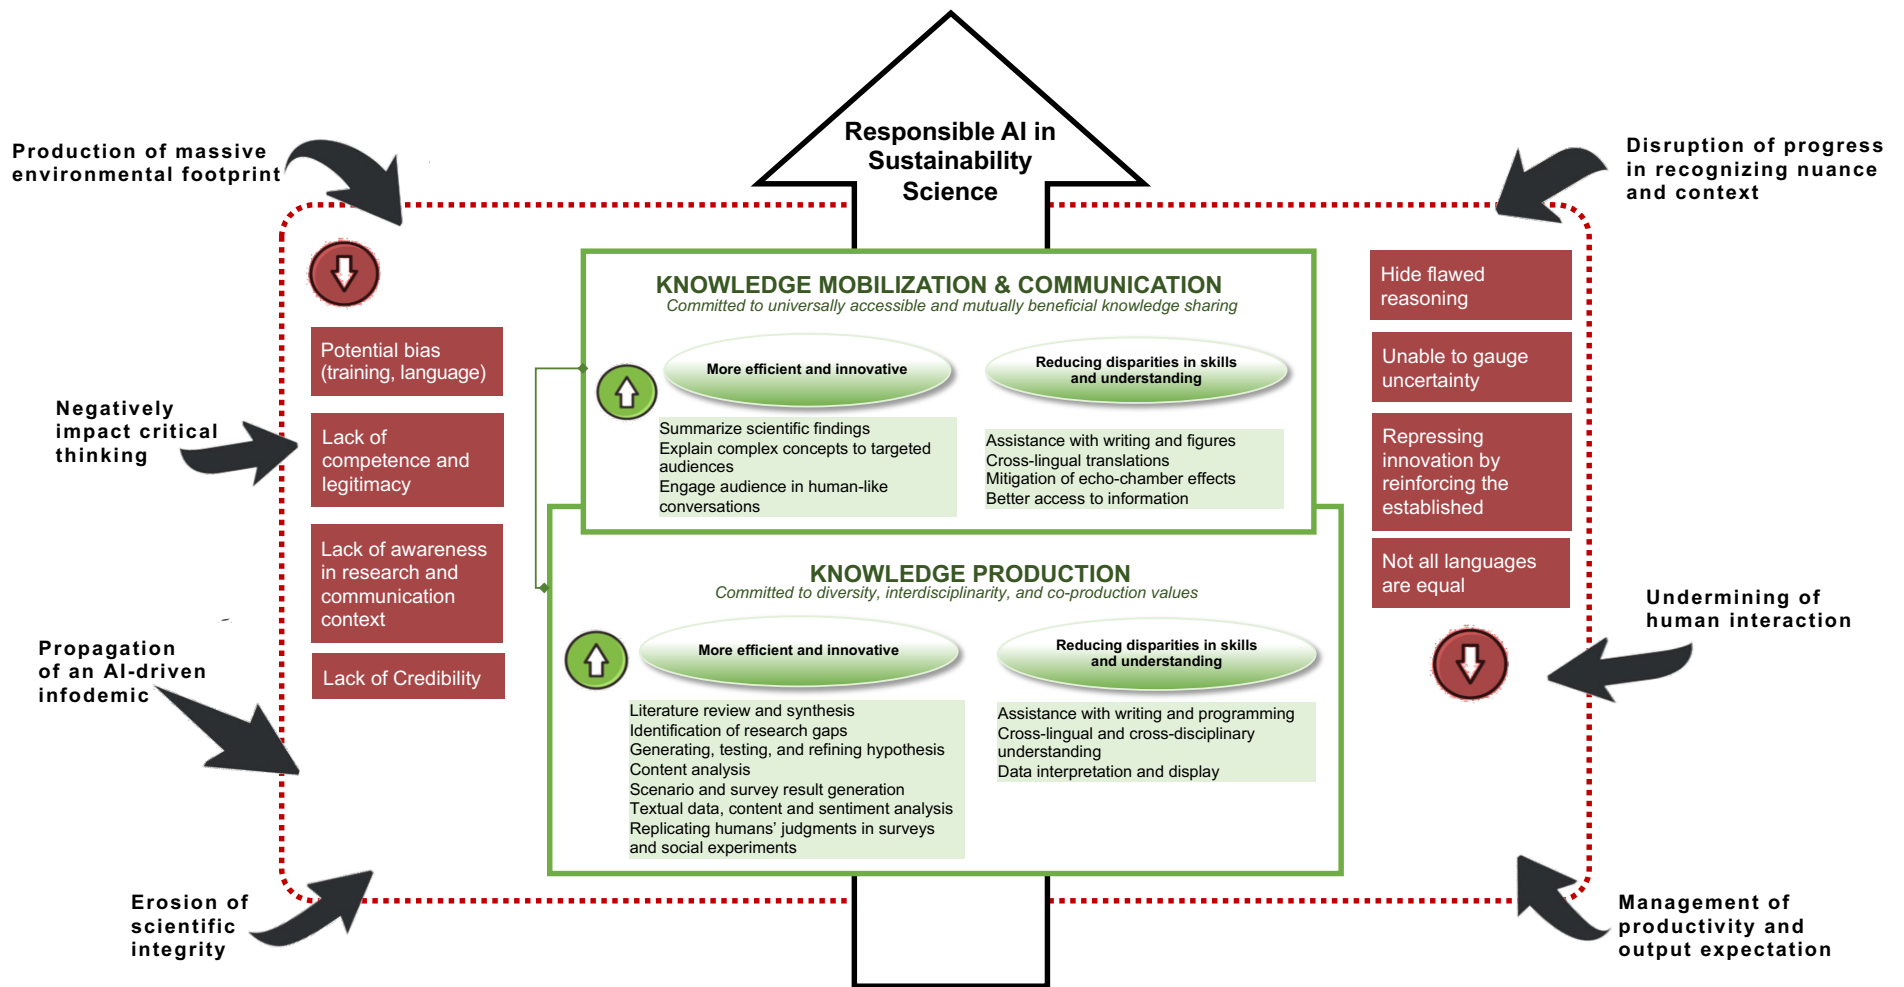 Responsible AI in
Sustainability
Science
Production of massive
environmental footprint
Negatively
impact critical
thinking
Propagation
of an AI-driven
infodemic
Erosion of
scientific
integrity
Potential bias
(training, language)
Lack of
competence and
legitimacy
Lack of awareness
in research and
communication
context
Lack of Credibility
KNOWLEDGE MOBILIZATION & COMMUNICATION
Committed to universally accessible and mutually beneficial knowledge sharing
More efficient and innovative
Summarize scientific findings
Explain complex concepts to targeted
audiences
Engage audience in human-like
conversations
Reducing disparities in skills
and understanding
Assistance with writing and figures
Cross-lingual translations
Mitigation of echo-chamber effects
Better access to information
KNOWLEDGE PRODUCTION
Committed to diversity, interdisciplinarity, and co-production values
More efficient and innovative
Literature review and synthesis
Identification of research gaps
Generating, testing, and refining hypothesis
Content analysis
Scenario and survey result generation
Textual data, content and sentiment analysis
Replicating humans’ judgments in surveys
and social experiments
Reducing disparities in skills
and understanding
Assistance with writing and programming
Cross-lingual and cross-disciplinary
understanding
Data interpretation and display
Hide flawed
reasoning
Unable to gauge
uncertainty
Repressing
innovation by
reinforcing the
established
Not all languages
are equal
Disruption of progress
in recognizing nuance
and context
Undermining of
human interaction
Management of
productivity and
output expectation